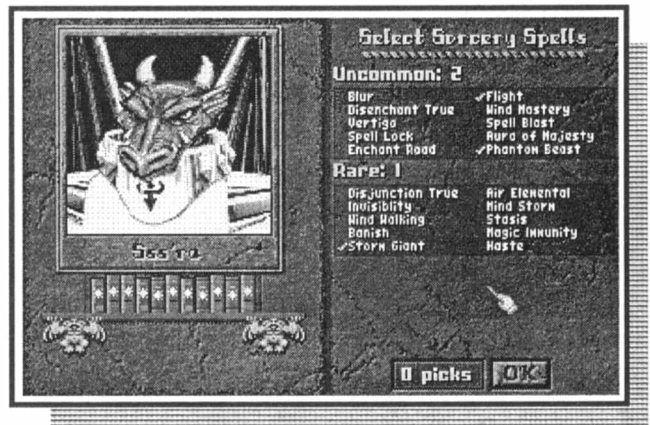 Select Sorcery Spells
Uncommon: 2
Blur ✓Flight
Disenchant True Wind Mastery
Vertigo Spell Blast
Spell Lock Aura of Majesty
Enchant Road ✓Phantom Beast
Rare: 1
Disjunction True Air Elemental
Invisiblity Mind Storm
Wind Walking Stasis
Banish Magic Immunity
✓Storm Giant Haste
Sss'ra
0 picks OK